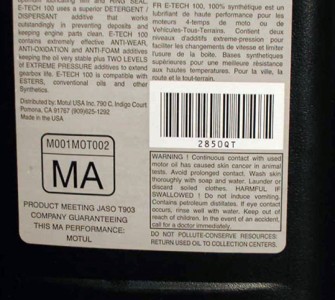 optimum lubricating film and RING SEAL.
E-TECH 100 uses a superior DETERGENT /
DISPERSANT additive that works
outstandingly in preventing deposits and
keeping engine parts clean. E-TECH 100
contains extremely effective ANTI-WEAR,
ANTI-OXIDATION and ANTI-FOAM additives
keeping the oil very stable plus TWO LEVELS
of EXTREME PRESSURE additives to extend
gearbox life. E-TECH 100 is compatible with
ESTERS, conventional oils and other
Synthetics.
Distributed by: Motul USA Inc. 790 C. Indigo Court
Pomona, CA 91767 (909)625-1292
Made in the USA
M001MOT002
MA
PRODUCT MEETING JASO T903
COMPANY GUARANTEEING
THIS MA PERFORMANCE:
MOTUL
FR E-TECH 100, 100% synthétique est un
lubrifiant de haute performance pour les
moteurs 4-temps de moto ou de
Vehicules-Tous-Terrains. Contient deux
niveaux d'additifs extreme-pression pour
faciliter les changements de vitesse et limiter
l'usure de la boîte. Bases synthétiques
supérieures pour une meilleure résistance
aux hautes températures. Pour la ville, la
route et le tout-terrain.
2850QT
WARNING ! Continuous contact with used
motor oil has caused skin cancer in animal
tests. Avoid prolonged contact. Wash skin
thoroughly with soap and water. Launder or
discard soiled clothes. HARMFUL IF
SWALLOWED ! Do not induce vomiting.
Contains petroleum distillates. If eye contact
occurs, rinse well with water. Keep out of
reach of children. In the event of an accident,
call for a doctor immediately.
DO NOT POLLUTE-CONSERVE RESOURCES:
RETURN USED OIL TO COLLECTION CENTERS.